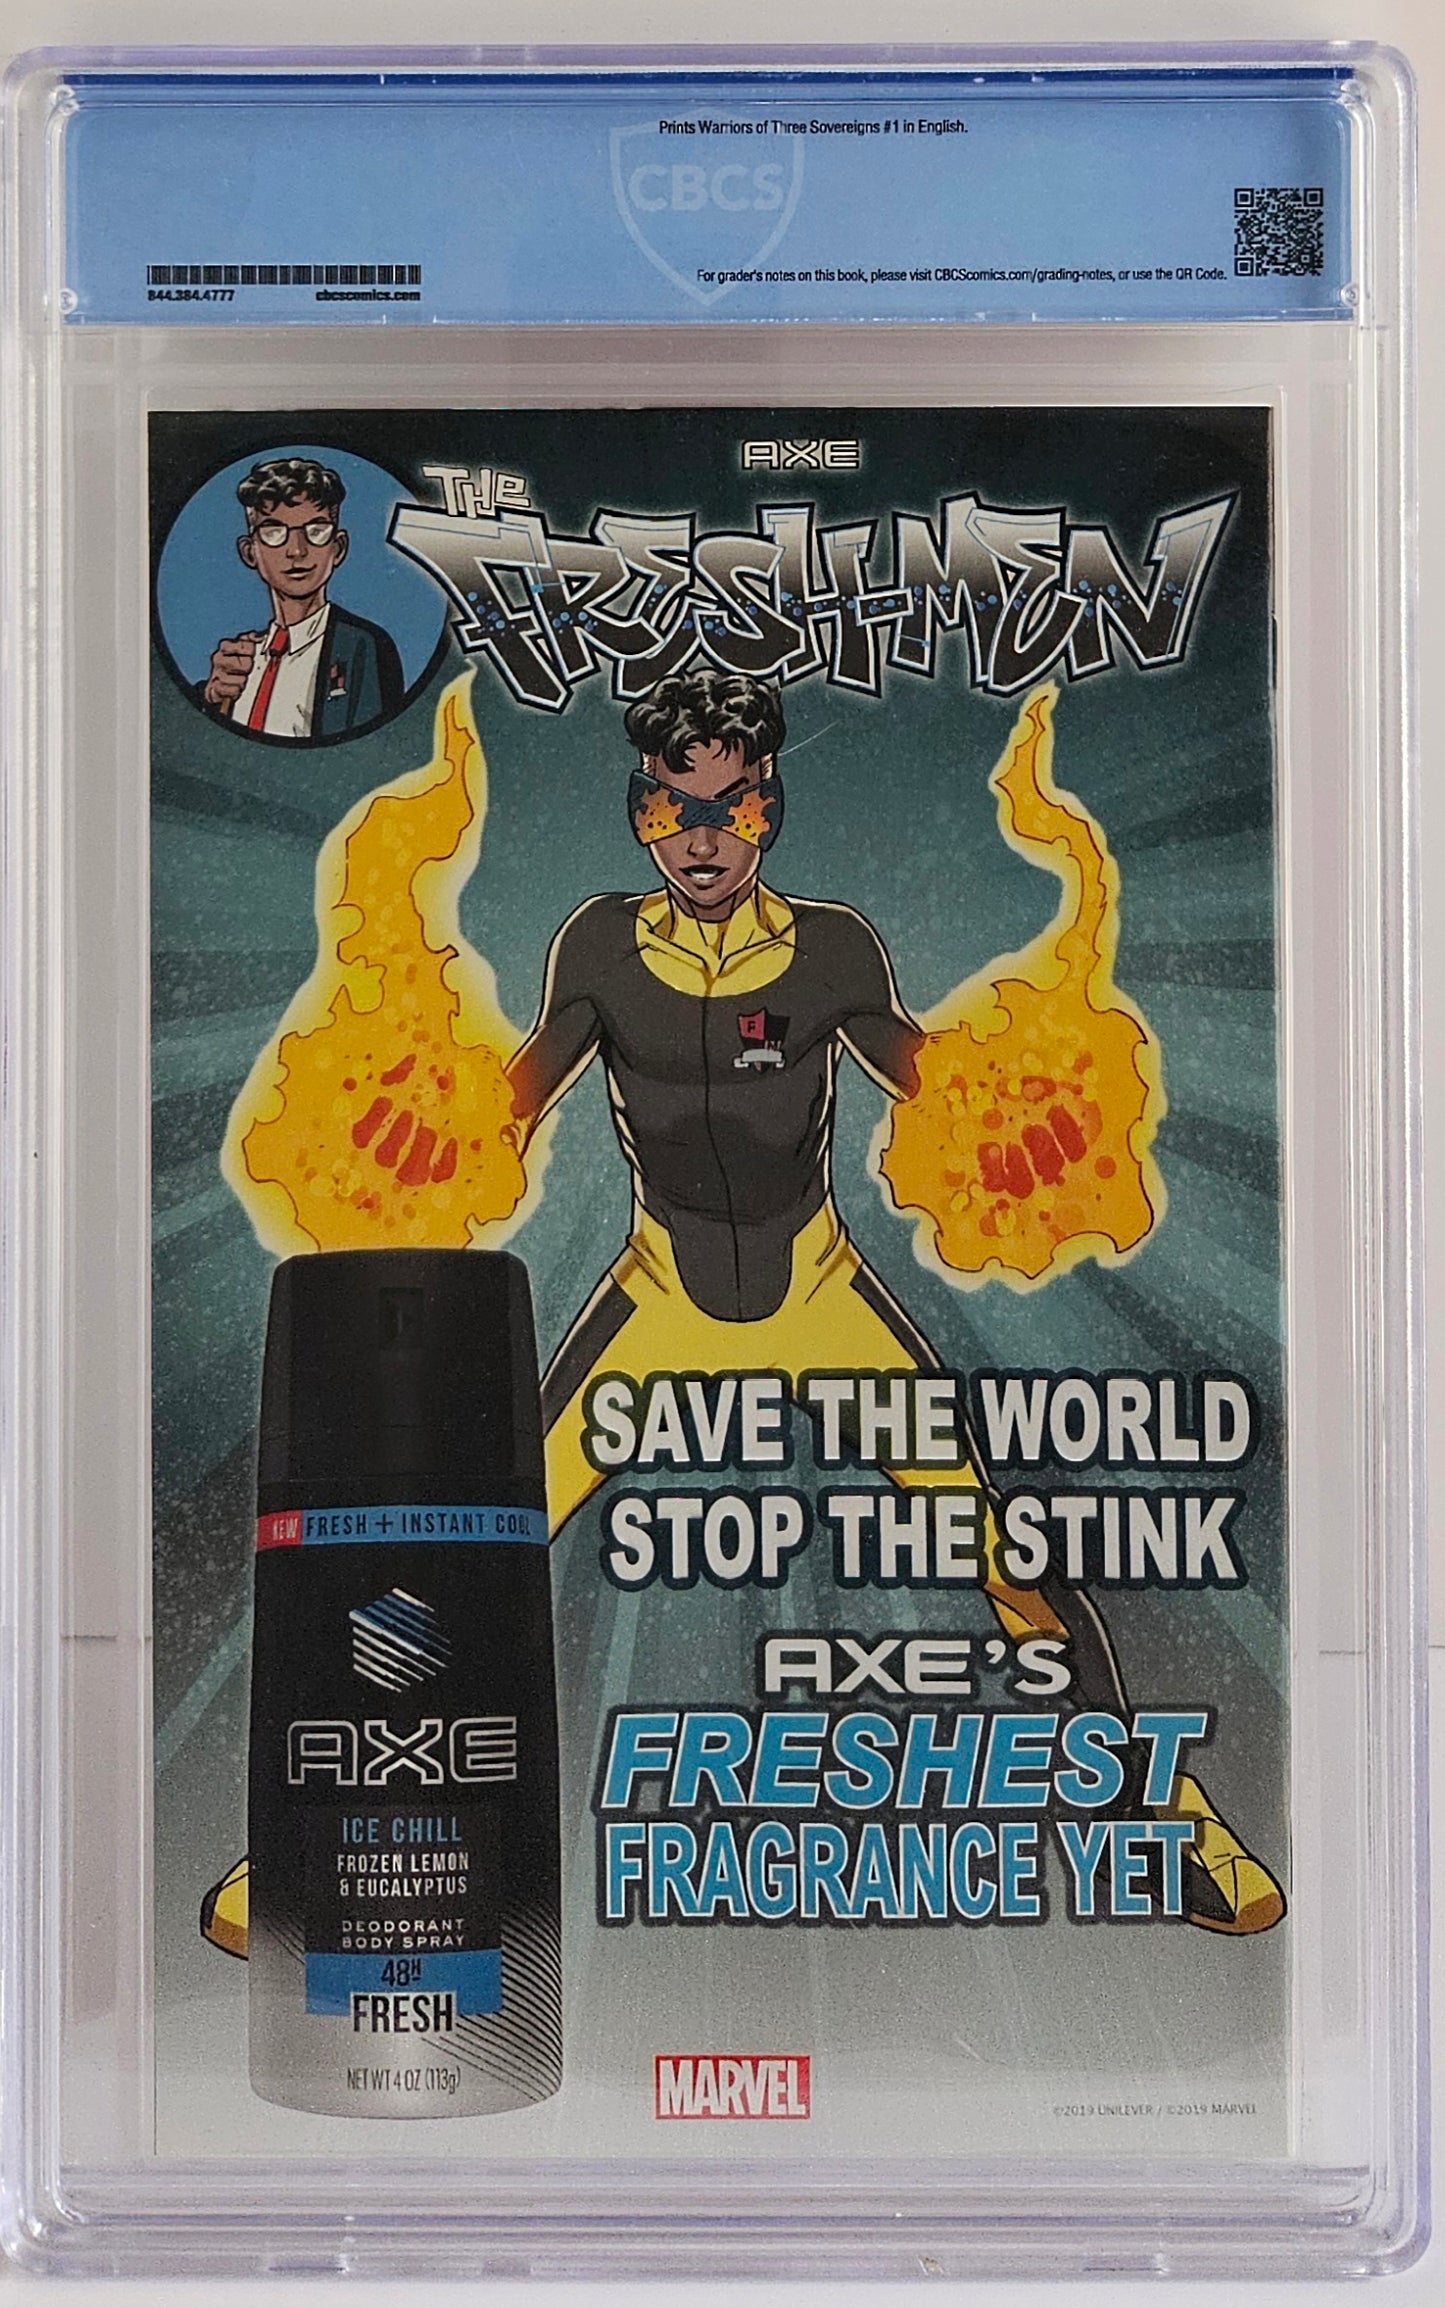 Prints Warriors of Three Sovereigns #1 in English.
CBCS
844.384.4777 cbcscomics.com
For grader's notes on this book, please visit CBCScomics.com/grading-notes, or use the QR Code.
AXE
THE
FRESH-MEN
F
SAVE THE WORLD
STOP THE STINK
AXE'S
FRESHEST
FRAGRANCE YET
NEW FRESH + INSTANT COOL
AXE
ICE CHILL
FROZEN LEMON
& EUCALYPTUS
DEODORANT
BODY SPRAY
48H
FRESH
NET WT 4 OZ (113g)
MARVEL
©2019 UNILEVER / ©2019 MARVEL